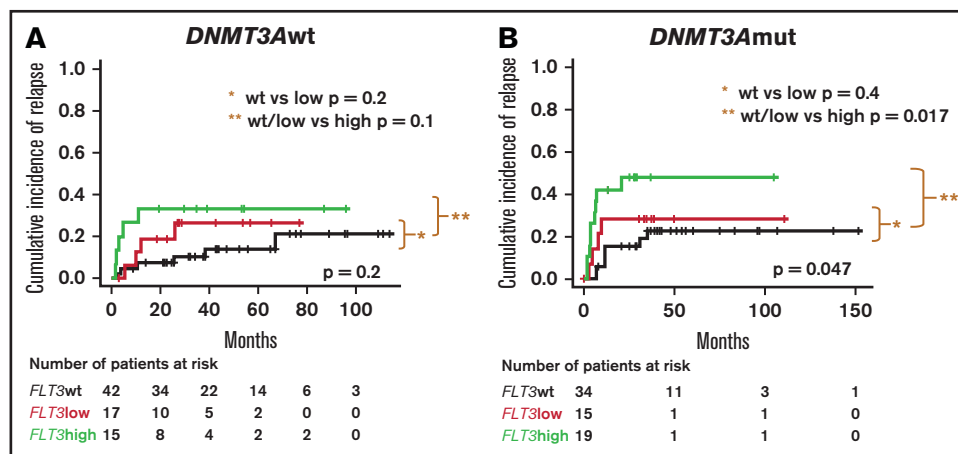 A DNMT3Awt
Cumulative incidence of relapse
1.0
0.8
0.6
0.4
0.2
0.0
* wt vs low p = 0.2
** wt/low vs high p = 0.1
**
*
p = 0.2
0 20 40 60 80 100
Months
Number of patients at risk
FLT3wt 42 34 22 14 6 3
FLT3low 17 10 5 2 0 0
FLT3high 15 8 4 2 2 0
B DNMT3Amut
Cumulative incidence of relapse
1.0
0.8
0.6
0.4
0.2
0.0
* wt vs low p = 0.4
** wt/low vs high p = 0.017
**
*
p = 0.047
0 50 100 150
Months
Number of patients at risk
FLT3wt 34 11 3 1
FLT3low 15 1 1 0
FLT3high 19 1 1 0